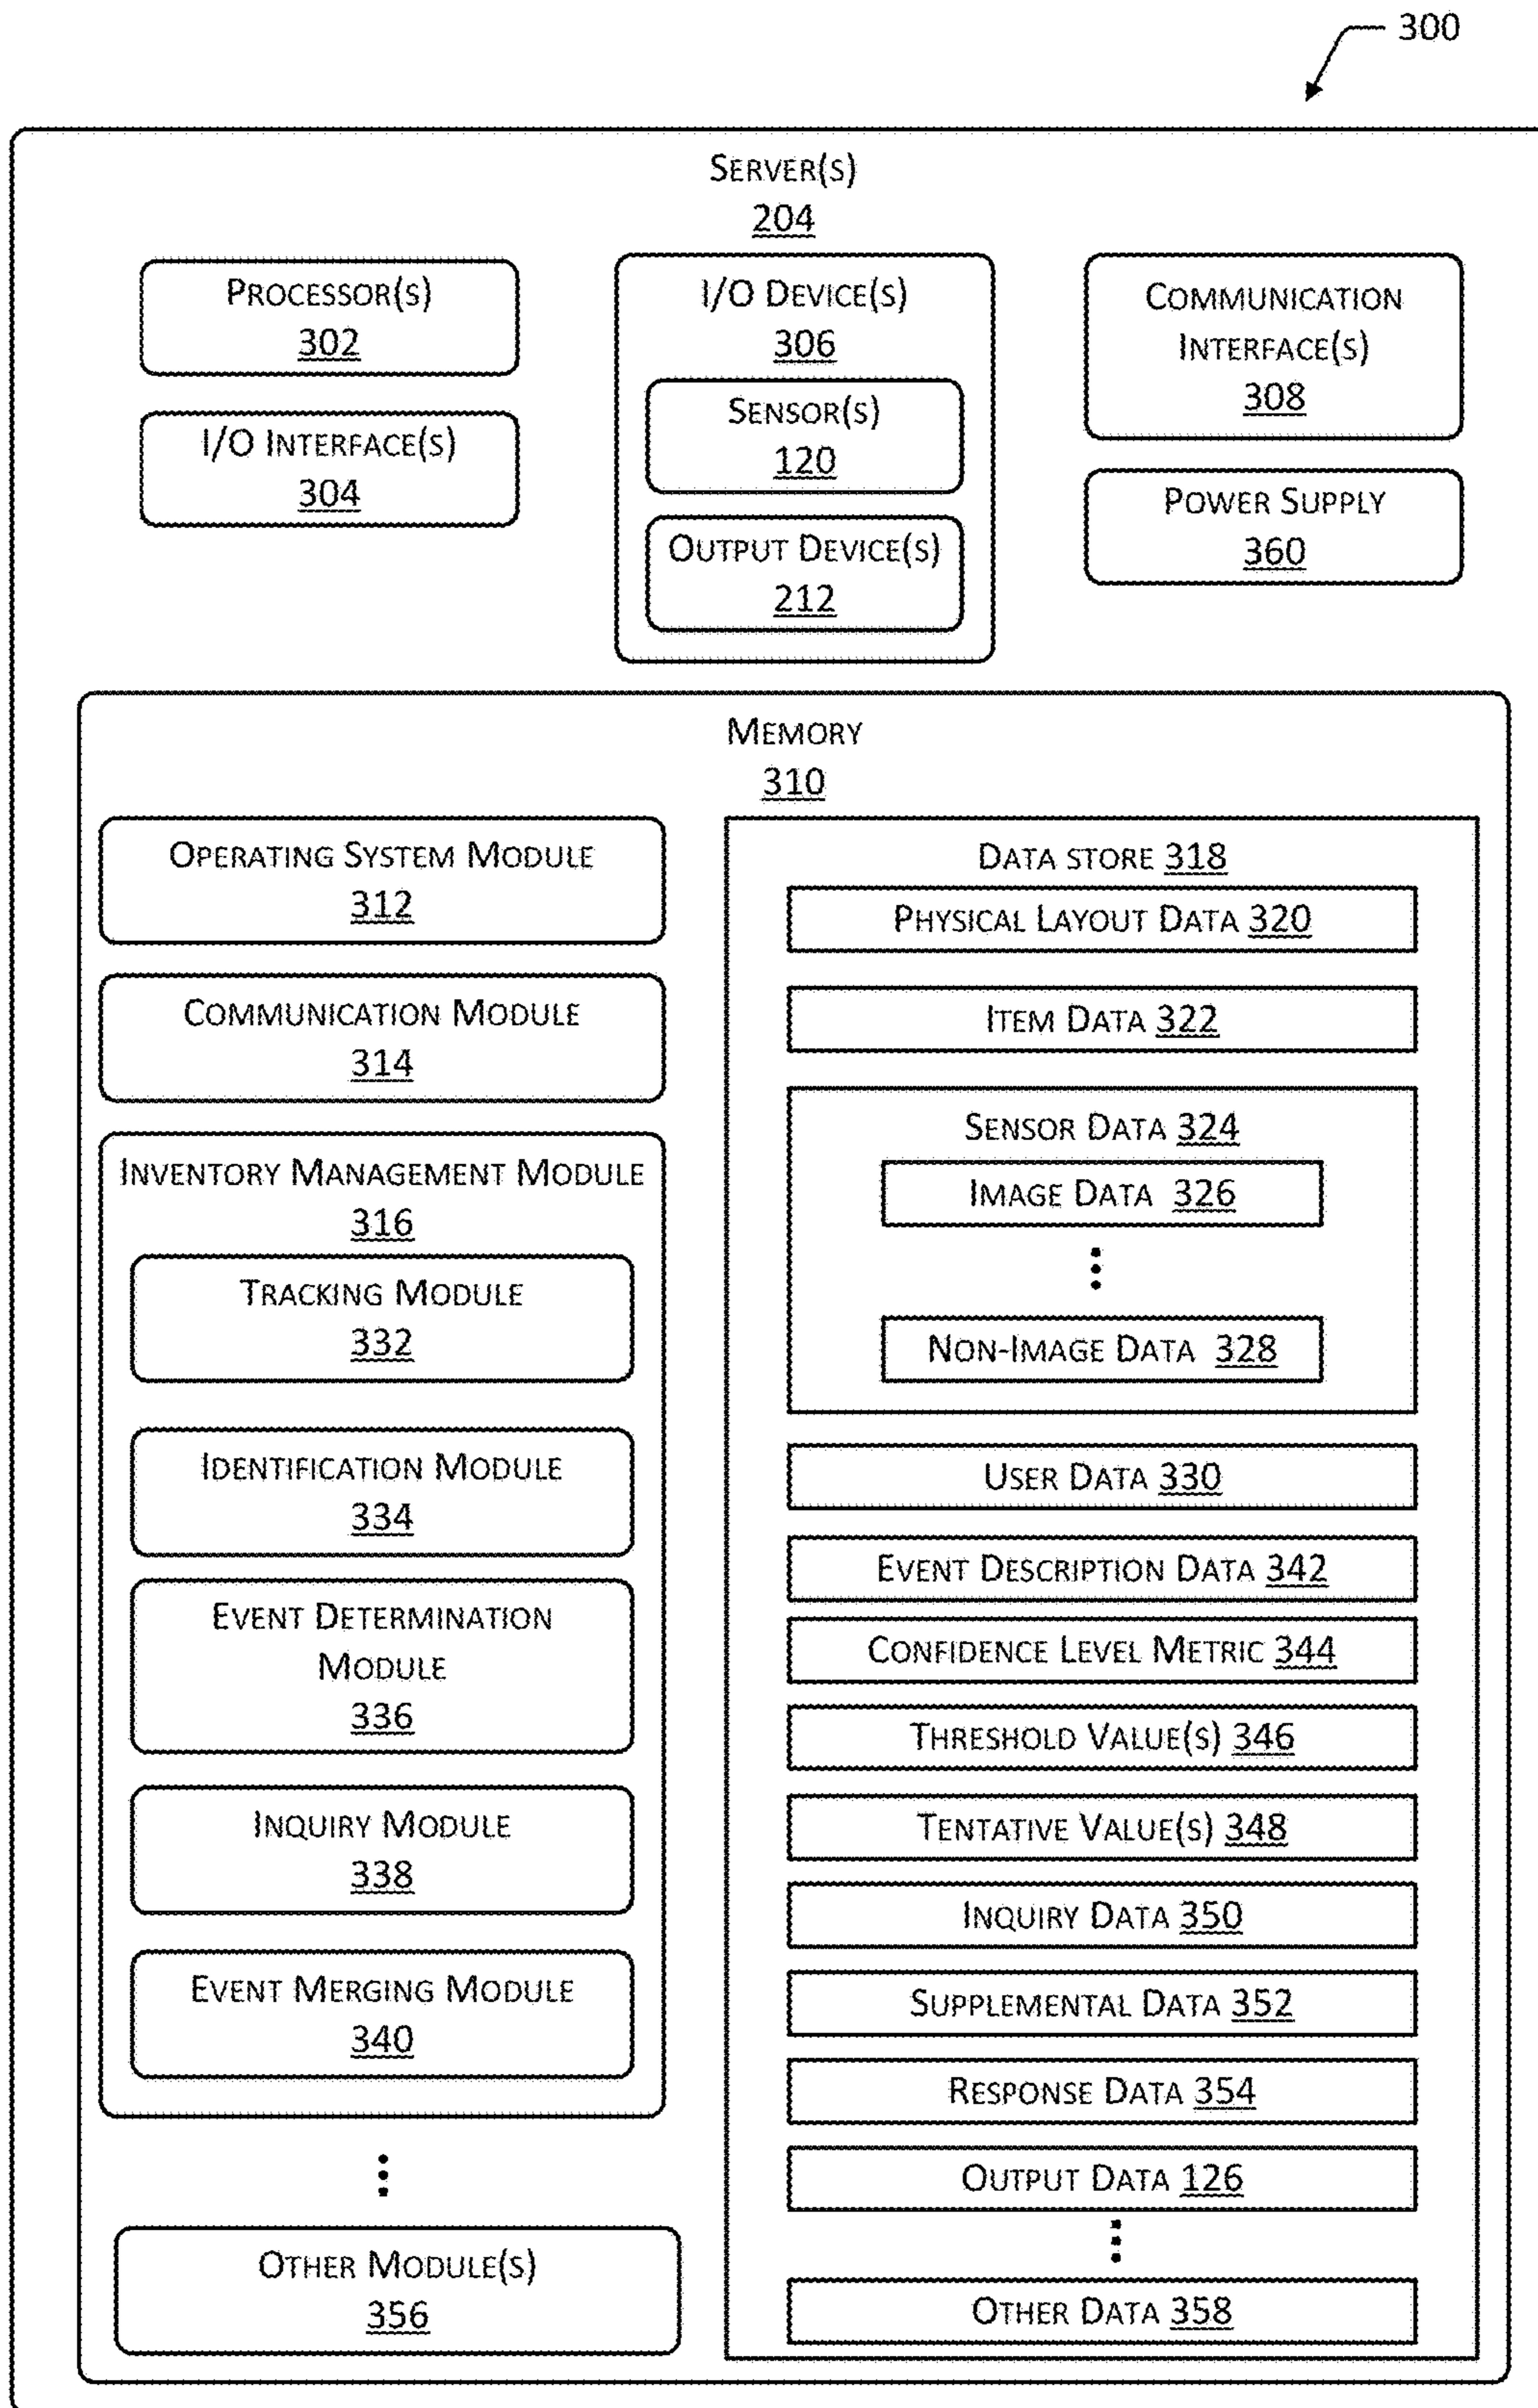 300
SERVER(S)
204
PROCESSOR(S)
302
I/O INTERFACE(S)
304
I/O DEVICE(S)
306
SENSOR(S)
120
OUTPUT DEVICE(S)
212
COMMUNICATION
INTERFACE(S)
308
POWER SUPPLY
360
MEMORY
310
OPERATING SYSTEM MODULE
312
COMMUNICATION MODULE
314
INVENTORY MANAGEMENT MODULE
316
TRACKING MODULE
332
IDENTIFICATION MODULE
334
EVENT DETERMINATION
MODULE
336
INQUIRY MODULE
338
EVENT MERGING MODULE
340
OTHER MODULE(S)
356
DATA STORE 318
PHYSICAL LAYOUT DATA 320
ITEM DATA 322
SENSOR DATA 324
IMAGE DATA 326
NON-IMAGE DATA 328
USER DATA 330
EVENT DESCRIPTION DATA 342
CONFIDENCE LEVEL METRIC 344
THRESHOLD VALUE(S) 346
TENTATIVE VALUE(S) 348
INQUIRY DATA 350
SUPPLEMENTAL DATA 352
RESPONSE DATA 354
OUTPUT DATA 126
OTHER DATA 358